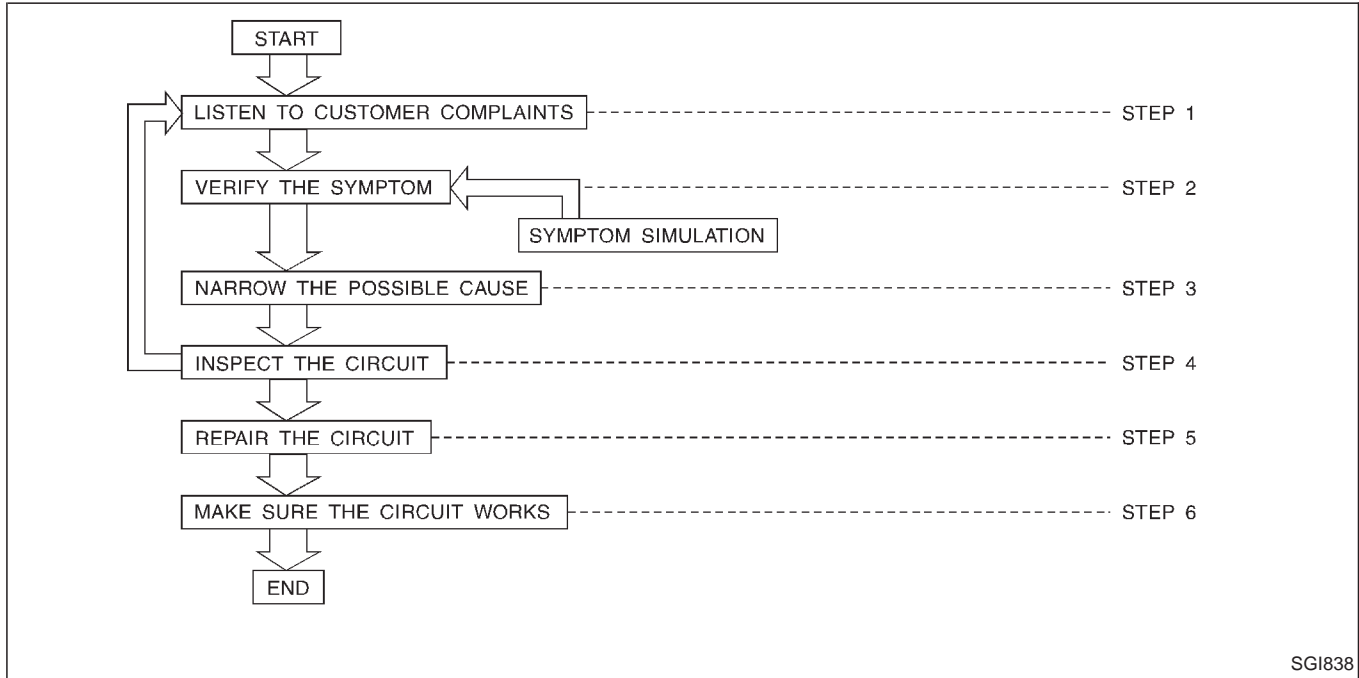 START
LISTEN TO CUSTOMER COMPLAINTS STEP 1
VERIFY THE SYMPTOM STEP 2
SYMPTOM SIMULATION
NARROW THE POSSIBLE CAUSE STEP 3
INSPECT THE CIRCUIT STEP 4
REPAIR THE CIRCUIT STEP 5
MAKE SURE THE CIRCUIT WORKS STEP 6
END
SGI838